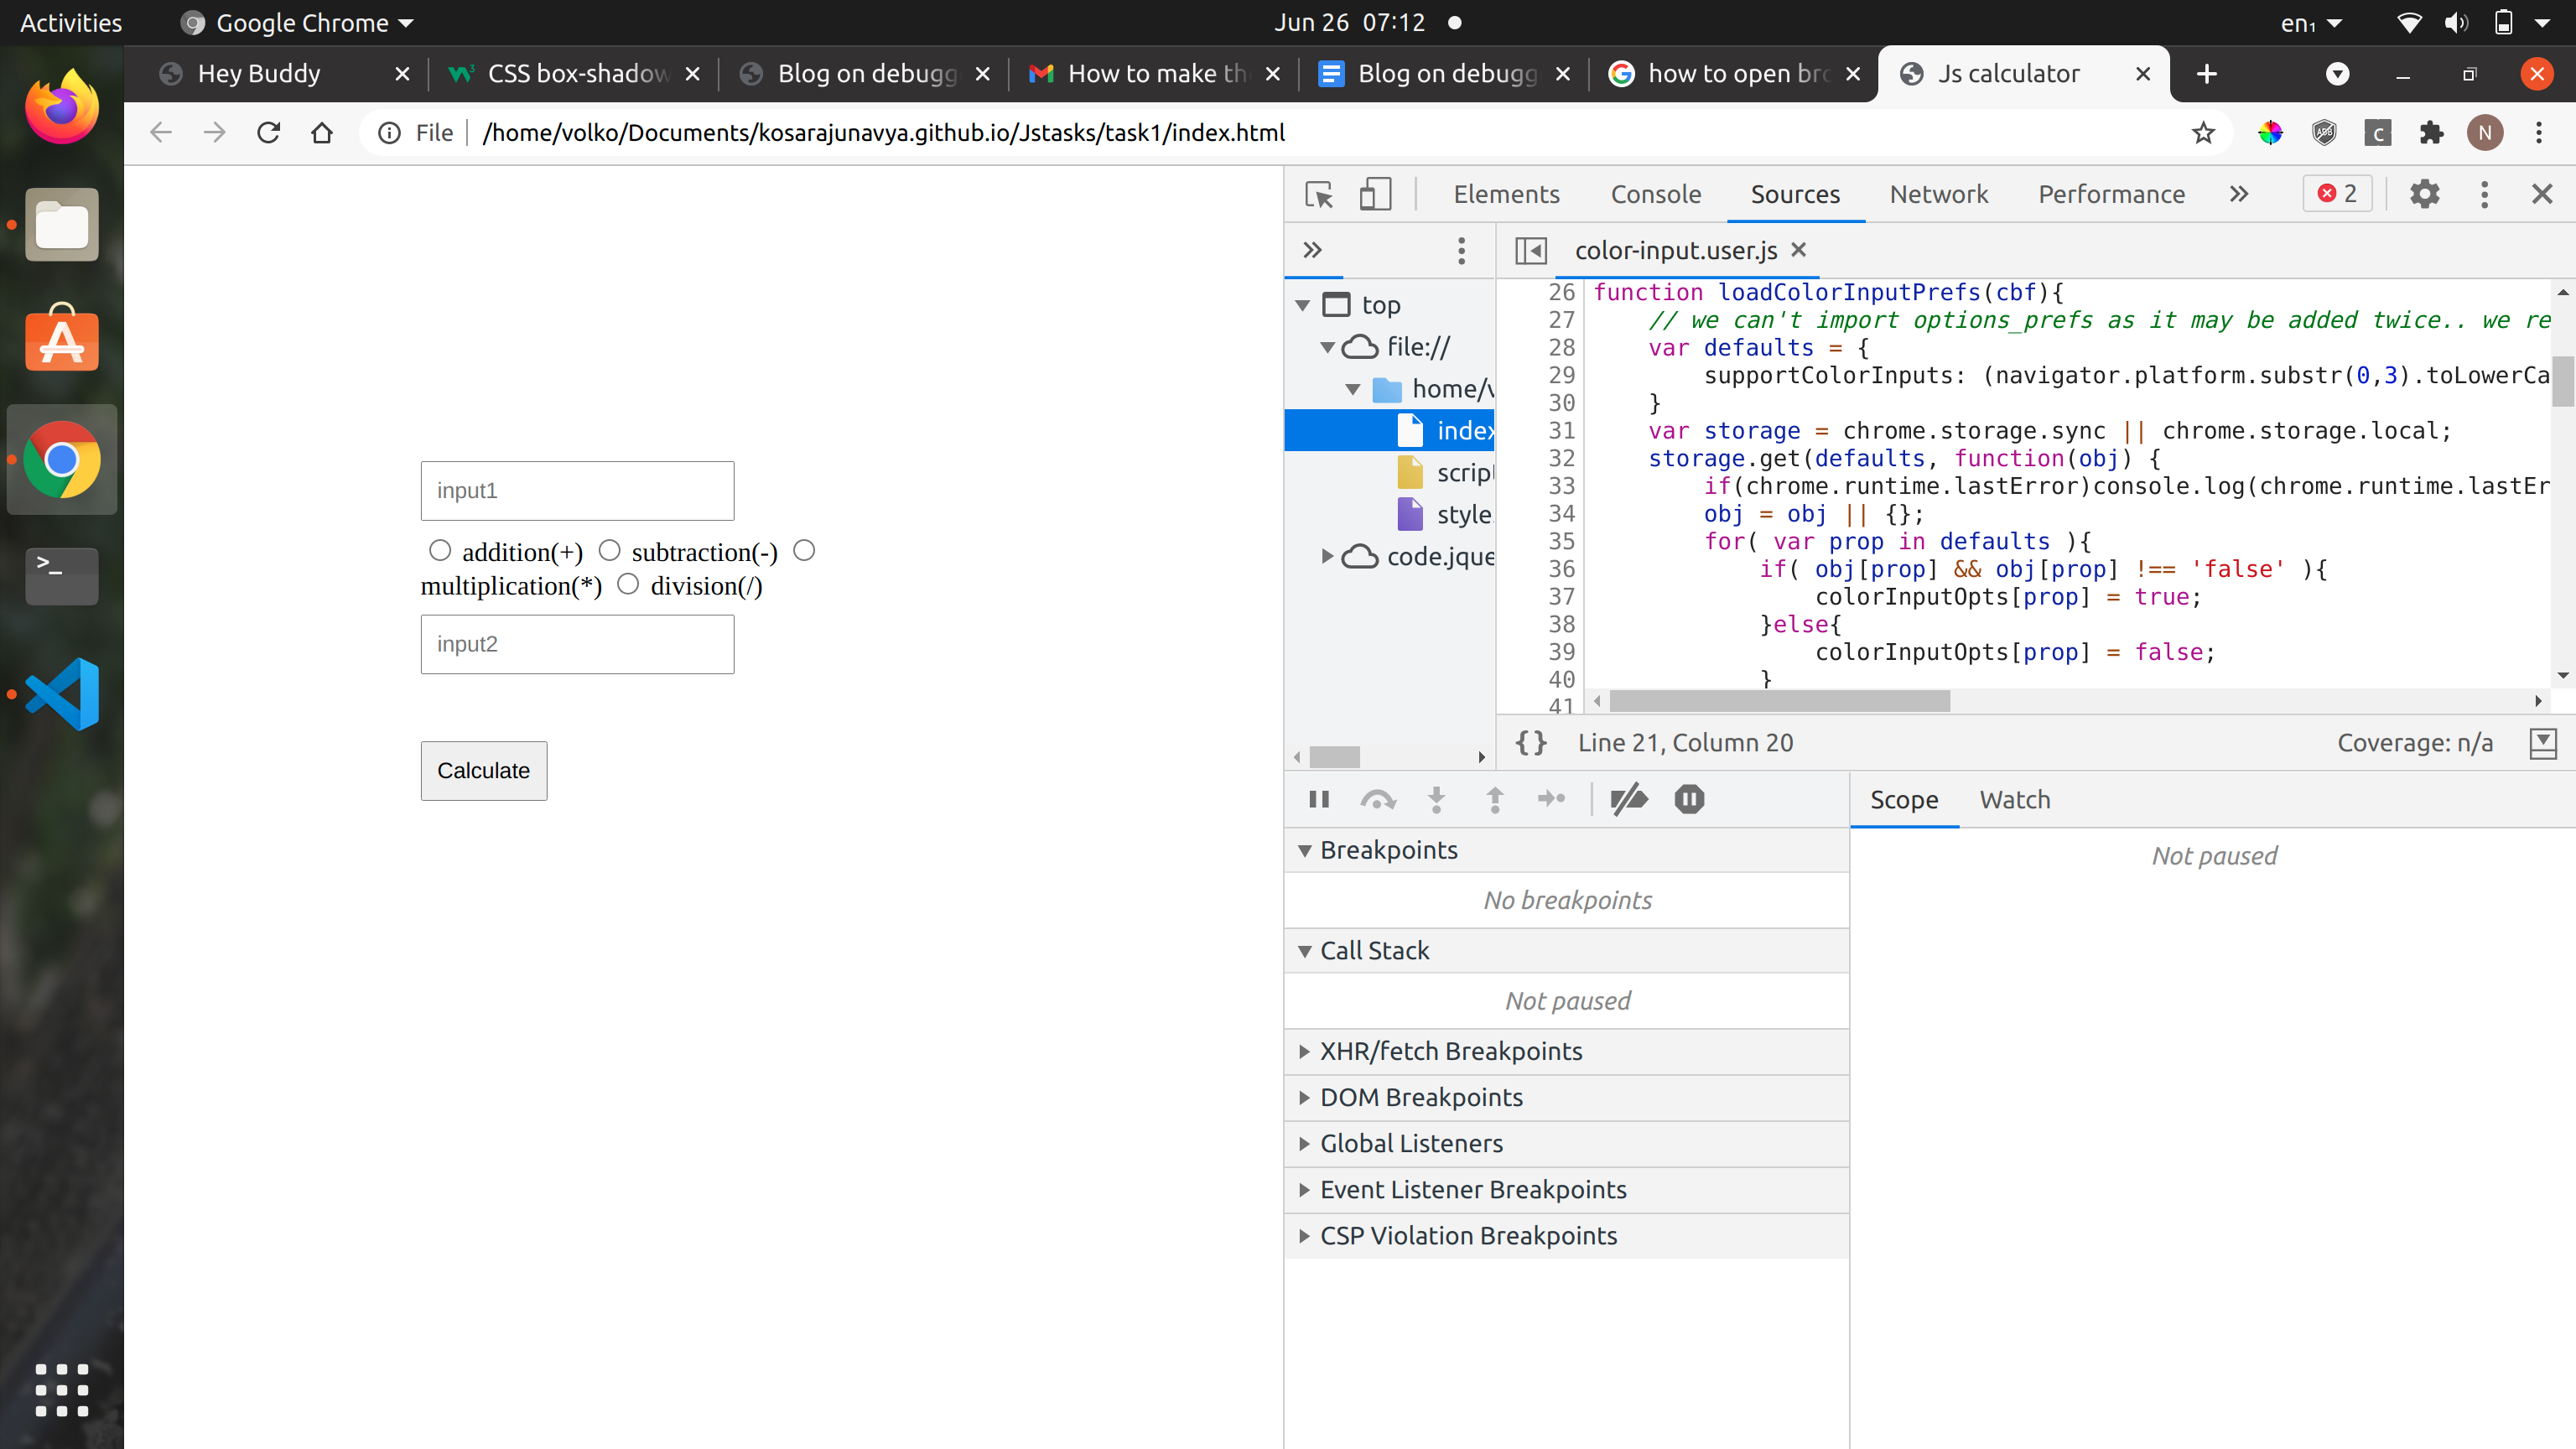 Activities Google Chrome Jun 26 07:12 en₁
Hey Buddy CSS box-shadow Blog on debugg How to make th Blog on debugg how to open bro Js calculator
File /home/volko/Documents/kosarajunavya.github.io/Jstasks/task1/index.html N
Elements Console Sources Network Performance 2
color-input.user.js
top
file://
home/v
index
script
style
code.jque
26 function loadColorInputPrefs(cbf){
27 // we can't import options_prefs as it may be added twice.. we re
28 var defaults = {
29 supportColorInputs: (navigator.platform.substr(0,3).toLowerCa
30 }
31 var storage = chrome.storage.sync || chrome.storage.local;
32 storage.get(defaults, function(obj) {
33 if(chrome.runtime.lastError)console.log(chrome.runtime.lastEr
34 obj = obj || {};
35 for( var prop in defaults ){
36 if( obj[prop] && obj[prop] !== 'false' ){
37 colorInputOpts[prop] = true;
38 }else{
39 colorInputOpts[prop] = false;
40 }
41
{} Line 21, Column 20 Coverage: n/a
input1
addition(+) subtraction(-)
multiplication(*) division(/)
input2
Calculate
Scope Watch
Not paused
Breakpoints
No breakpoints
Call Stack
Not paused
XHR/fetch Breakpoints
DOM Breakpoints
Global Listeners
Event Listener Breakpoints
CSP Violation Breakpoints